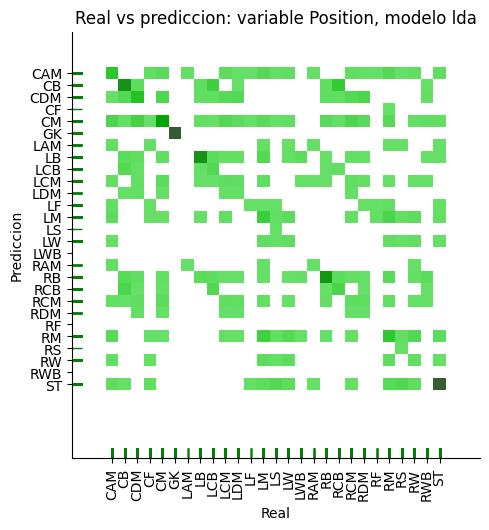 Real vs prediccion: variable Position, modelo lda
CAM
CB
CDM
CF
CM
GK
LAM
LB
LCB
LCM
LDM
LF
LM
LS
LW
LWB
RAM
RB
RCB
RCM
RDM
RF
RM
RS
RW
RWB
ST
Prediccion
CAM
CB
CDM
CF
CM
GK
LAM
LB
LCB
LCM
LDM
LF
LM
LS
LW
LWB
RAM
RB
RCB
RCM
RDM
RF
RM
RS
RW
RWB
ST
Real